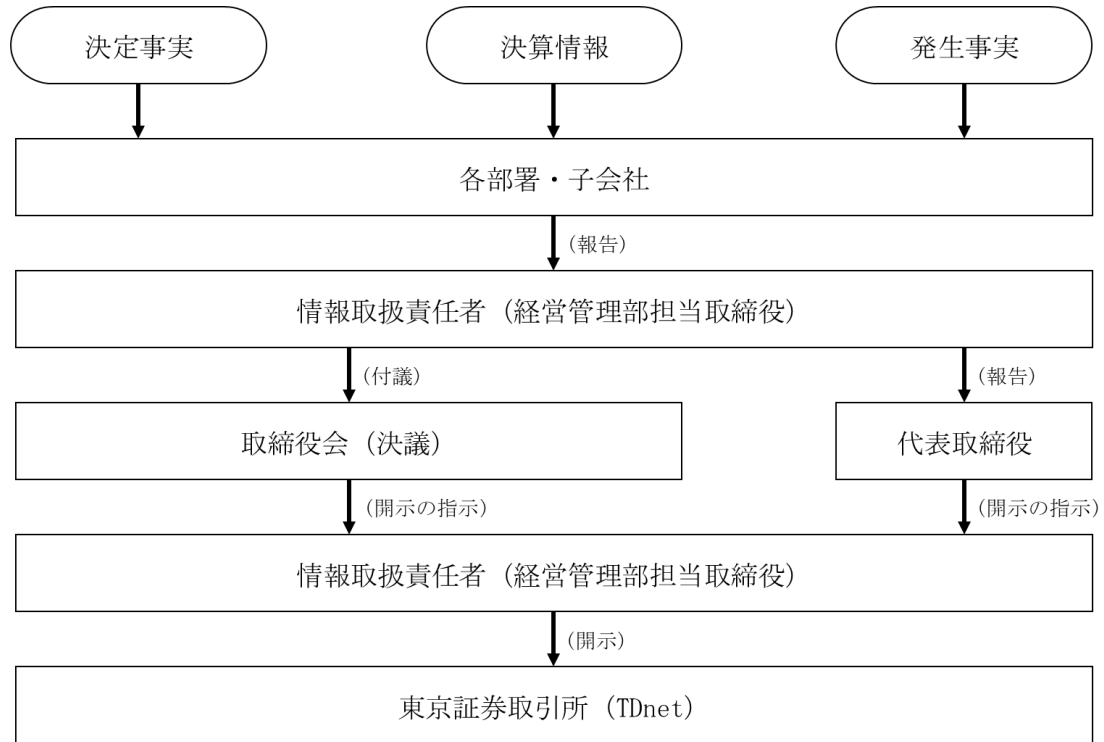 決定事実
決算情報
発生事実
各部署・子会社
(報告)
情報取扱責任者 (経営管理部担当取締役)
(付議)
(報告)
取締役会 (決議)
代表取締役
(開示の指示)
(開示の指示)
情報取扱責任者 (経営管理部担当取締役)
(開示)
東京証券取引所 (TDnet)